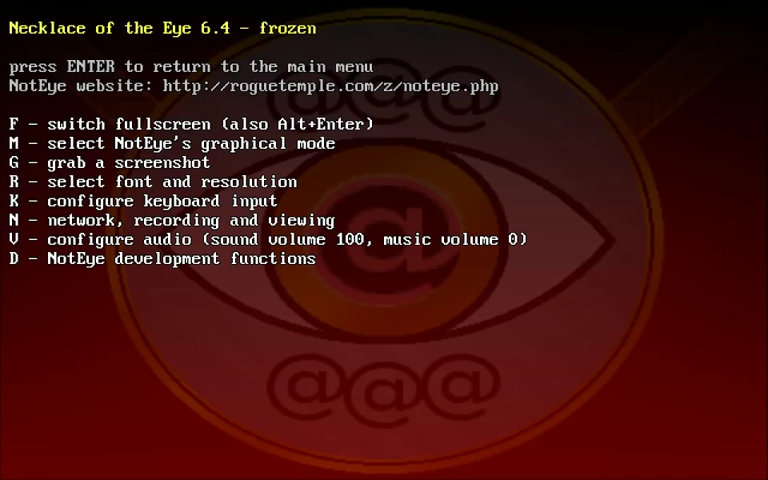 Necklace of the Eye 6.4 - frozen
press ENTER to return to the main menu
NotEye website: http://roguetemple.com/z/noteye.php
F - switch fullscreen (also Alt+Enter)
M - select NotEye's graphical mode
G - grab a screenshot
R - select font and resolution
K - configure keyboard input
N - network, recording and viewing
V - configure audio (sound volume 100, music volume 0)
D - NotEye development functions
@@@
@
@@@